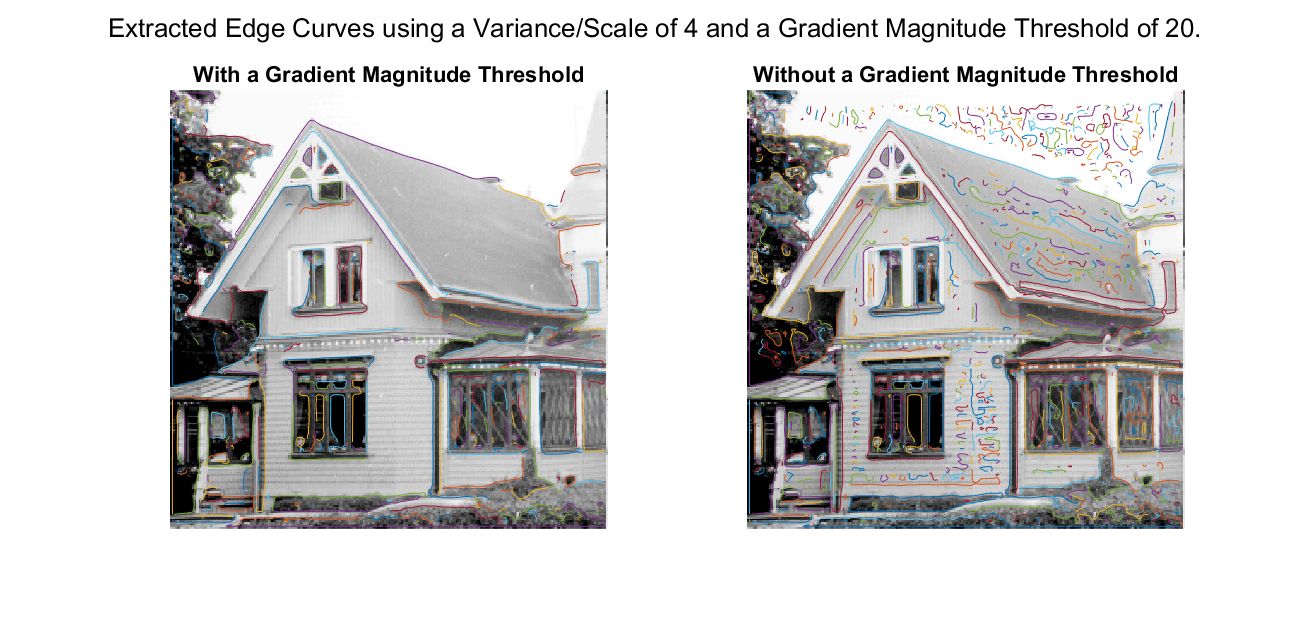 Extracted Edge Curves using a Variance/Scale of 4 and a Gradient Magnitude Threshold of 20.
With a Gradient Magnitude Threshold
Without a Gradient Magnitude Threshold